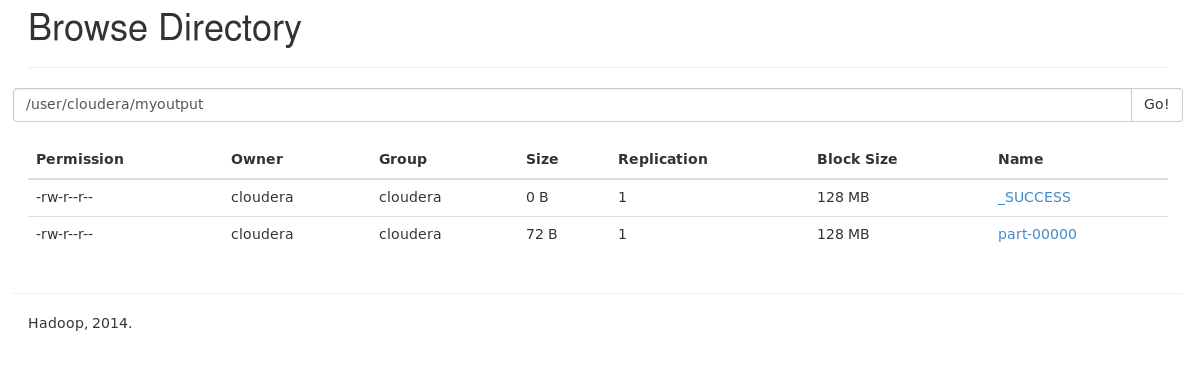 Browse Directory
/user/cloudera/myoutput Go!
Permission Owner Group Size Replication Block Size Name
-rw-r--r-- cloudera cloudera 0 B 1 128 MB _SUCCESS
-rw-r--r-- cloudera cloudera 72 B 1 128 MB part-00000
Hadoop, 2014.